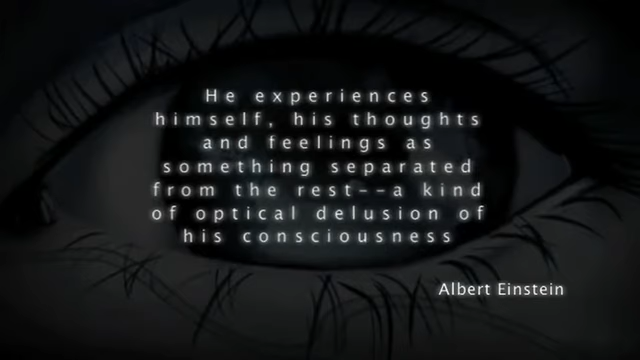 He experiences
himself, his thoughts
and feelings as
something separated
from the rest--a kind
of optical delusion of
his consciousness
Albert Einstein